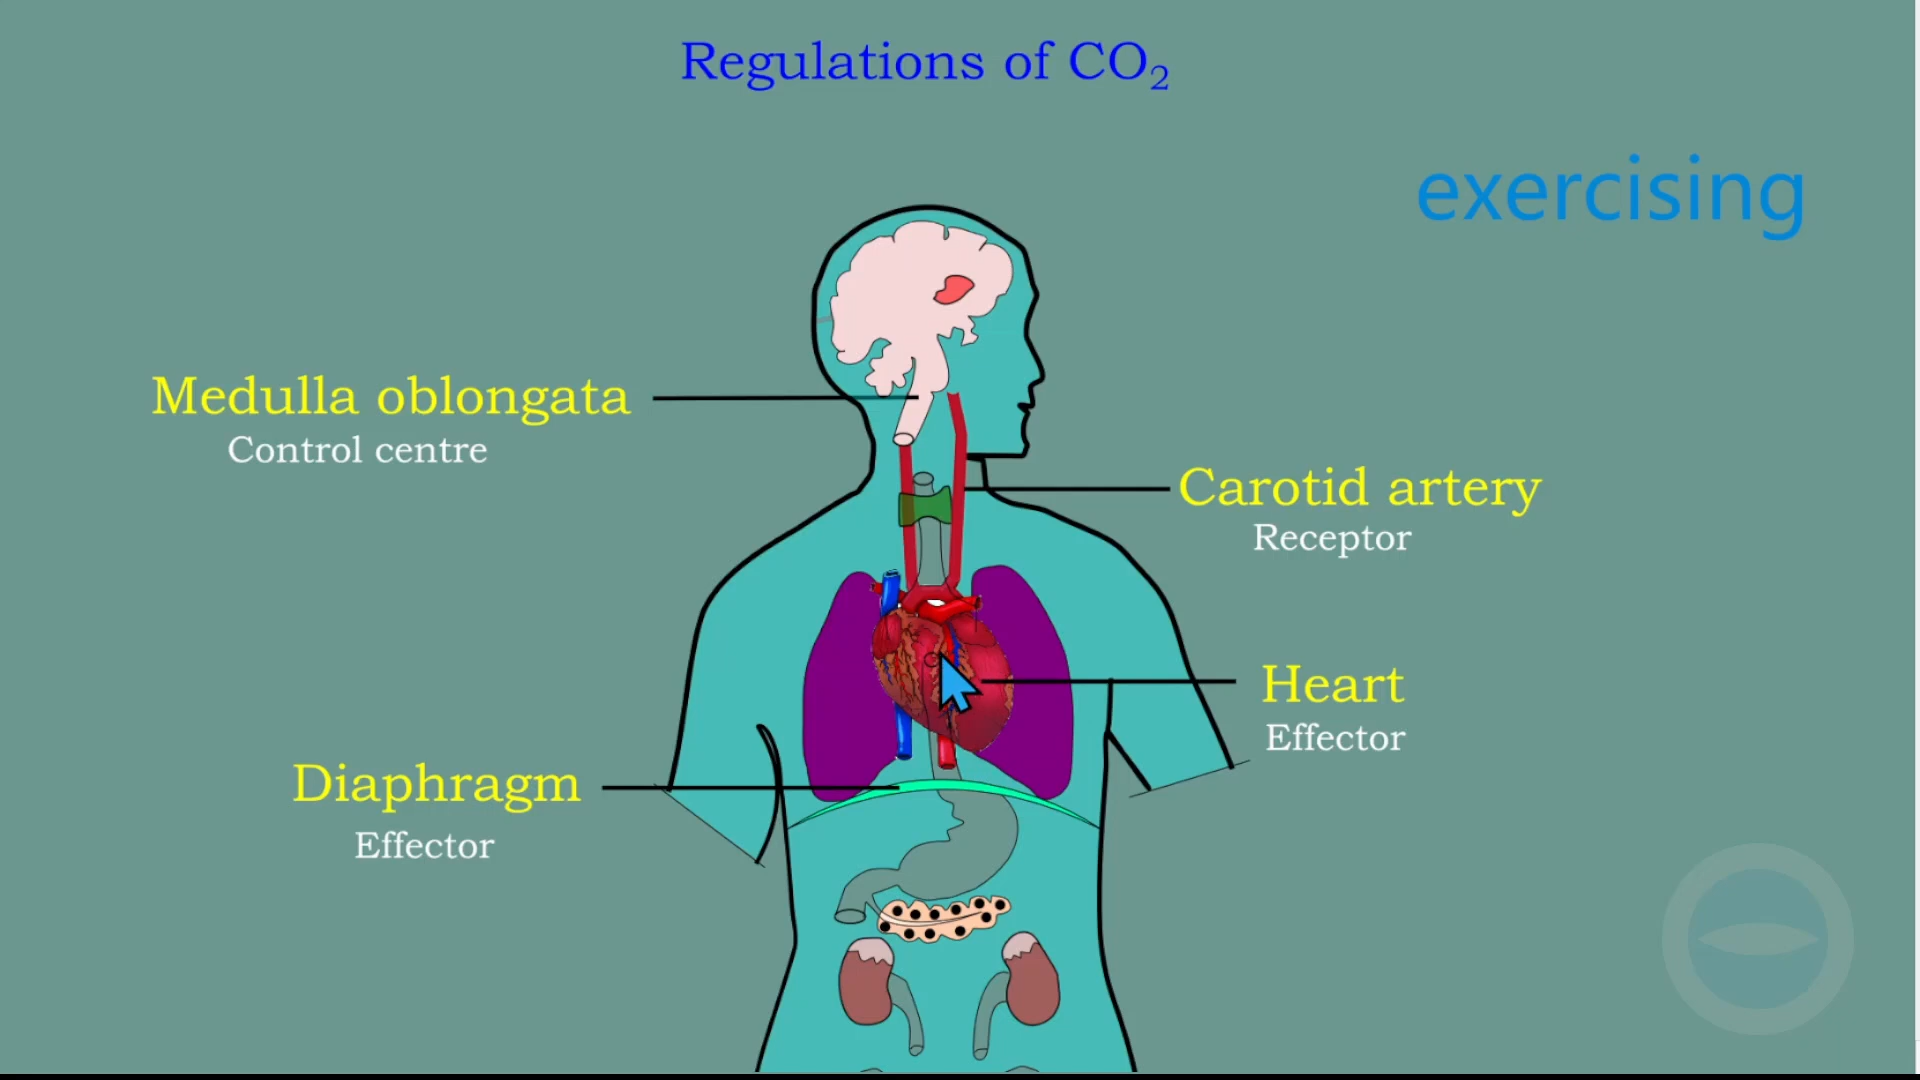 Regulations of CO₂
exercising
Medulla oblongata
Control centre
Carotid artery
Receptor
Heart
Effector
Diaphragm
Effector